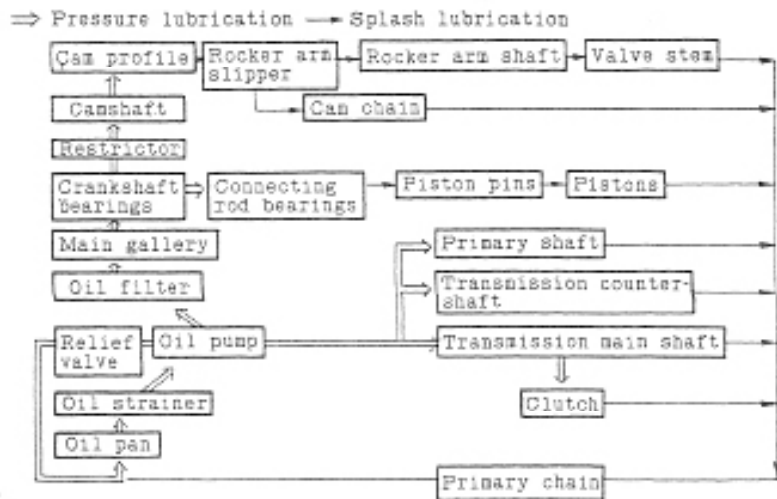 Pressure lubrication
Splash lubrication
Cam profile
Rocker arm
slipper
Rocker arm shaft
Valve stem
Camshaft
Cam chain
Restrictor
Crankshaft
bearings
Connecting
rod bearings
Piston pins
Pistons
Main gallery
Primary shaft
Oil filter
Transmission counter-
shaft
Relief
valve
Oil pump
Transmission main shaft
Oil strainer
Clutch
Oil pan
Primary chain